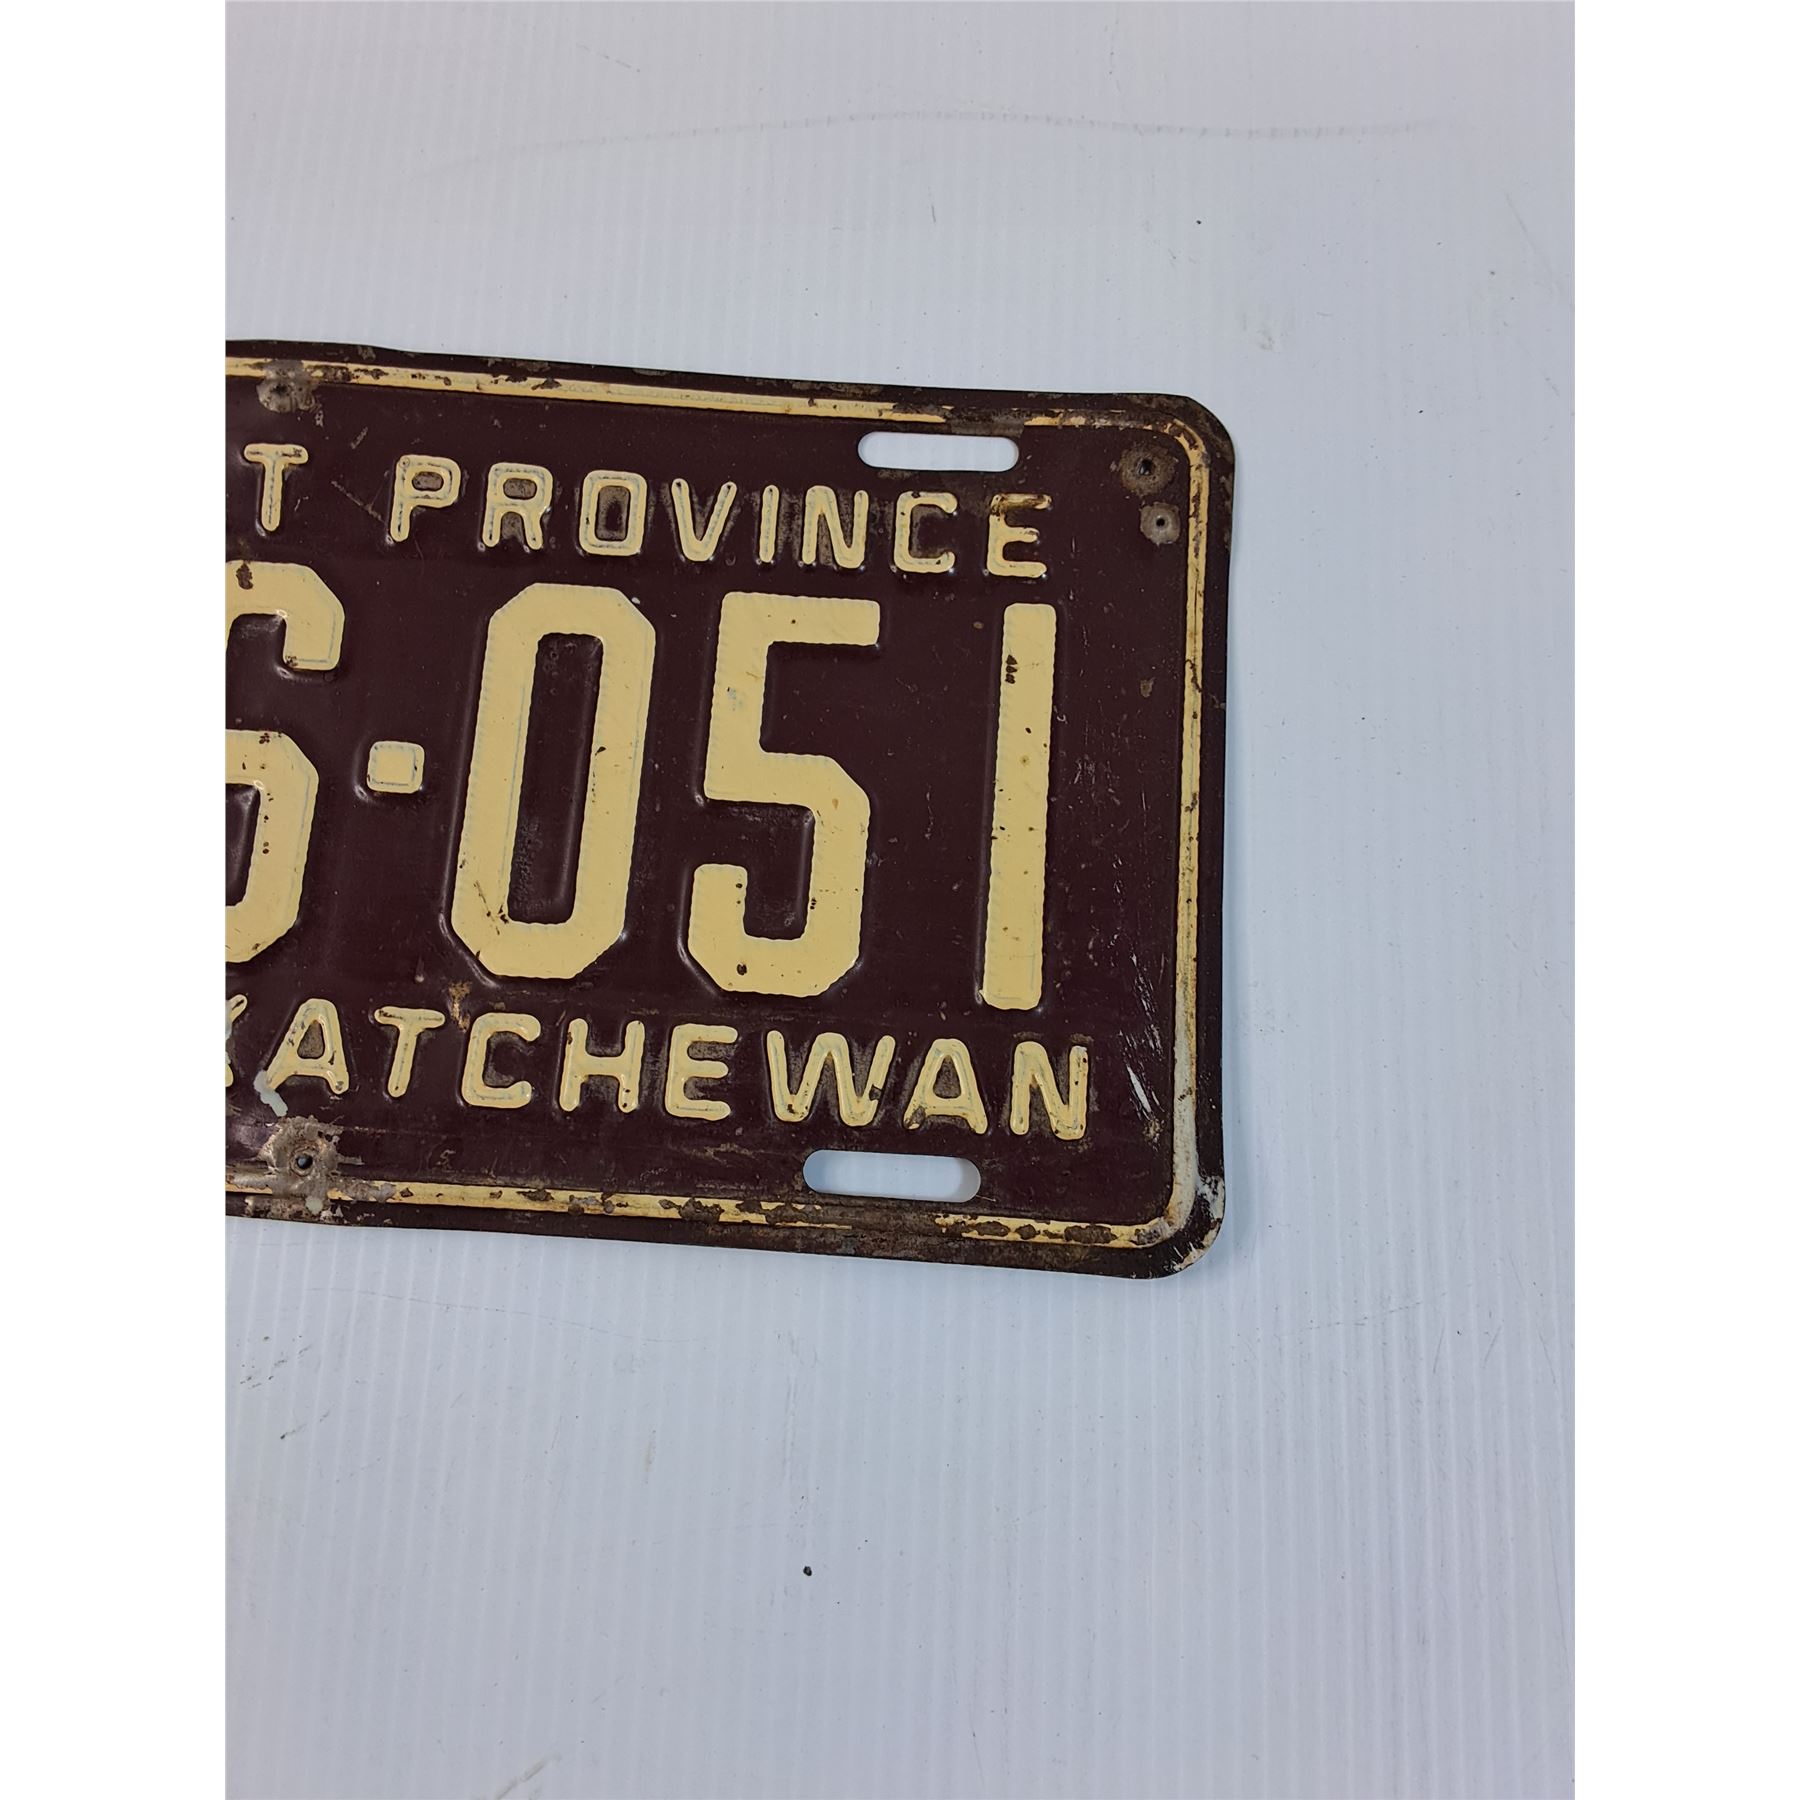 T PROVINCE
6·051
KATCHEWAN